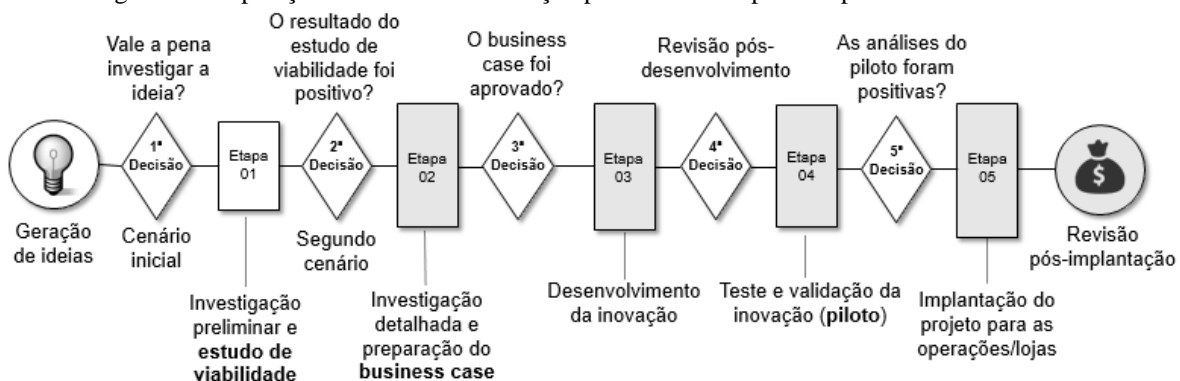 Geração
de ideias
Vale a pena
investigar a
ideia?
1ª
Decisão
Cenário
inicial
Etapa
01
Investigação
preliminar e
estudo de
viabilidade
O resultado do
estudo de
viabilidade foi
positivo?
2ª
Decisão
Segundo
cenário
Etapa
02
Investigação
detalhada e
preparação do
business case
O business
case foi
aprovado?
3ª
Decisão
Etapa
03
Desenvolvimento
da inovação
Revisão pós-
desenvolvimento
4ª
Decisão
Etapa
04
Teste e validação da
inovação (piloto)
As análises do
piloto foram
positivas?
5ª
Decisão
Etapa
05
Implantação do
projeto para as
operações/lojas
$
Revisão
pós-implantação